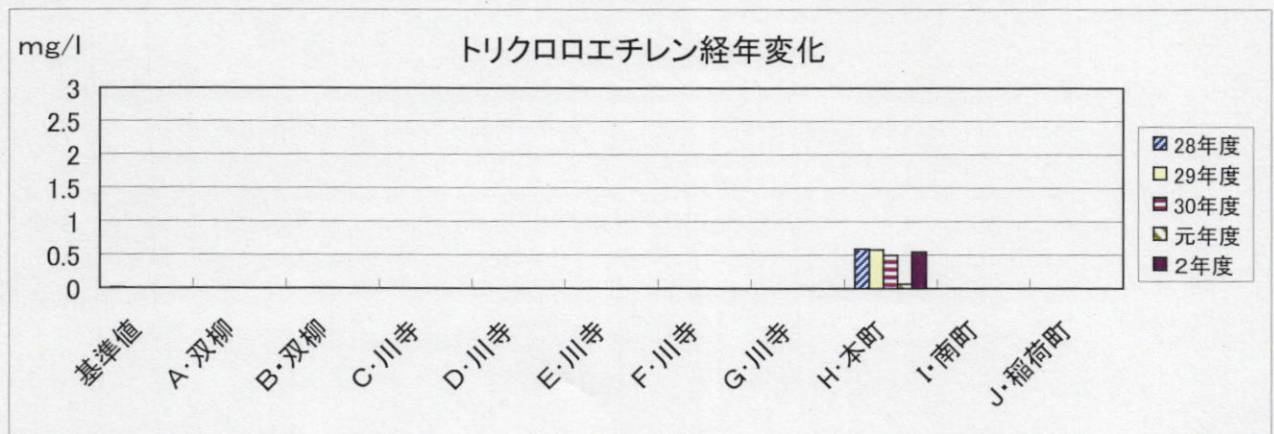 mg/l
トリクロロエチレン経年変化
3
2.5
2
1.5
1
0.5
0
基準値
A・双柳
B・双柳
C・川寺
D・川寺
E・川寺
F・川寺
G・川寺
H・本町
I・南町
J・稲荷町
28年度
29年度
30年度
元年度
2年度